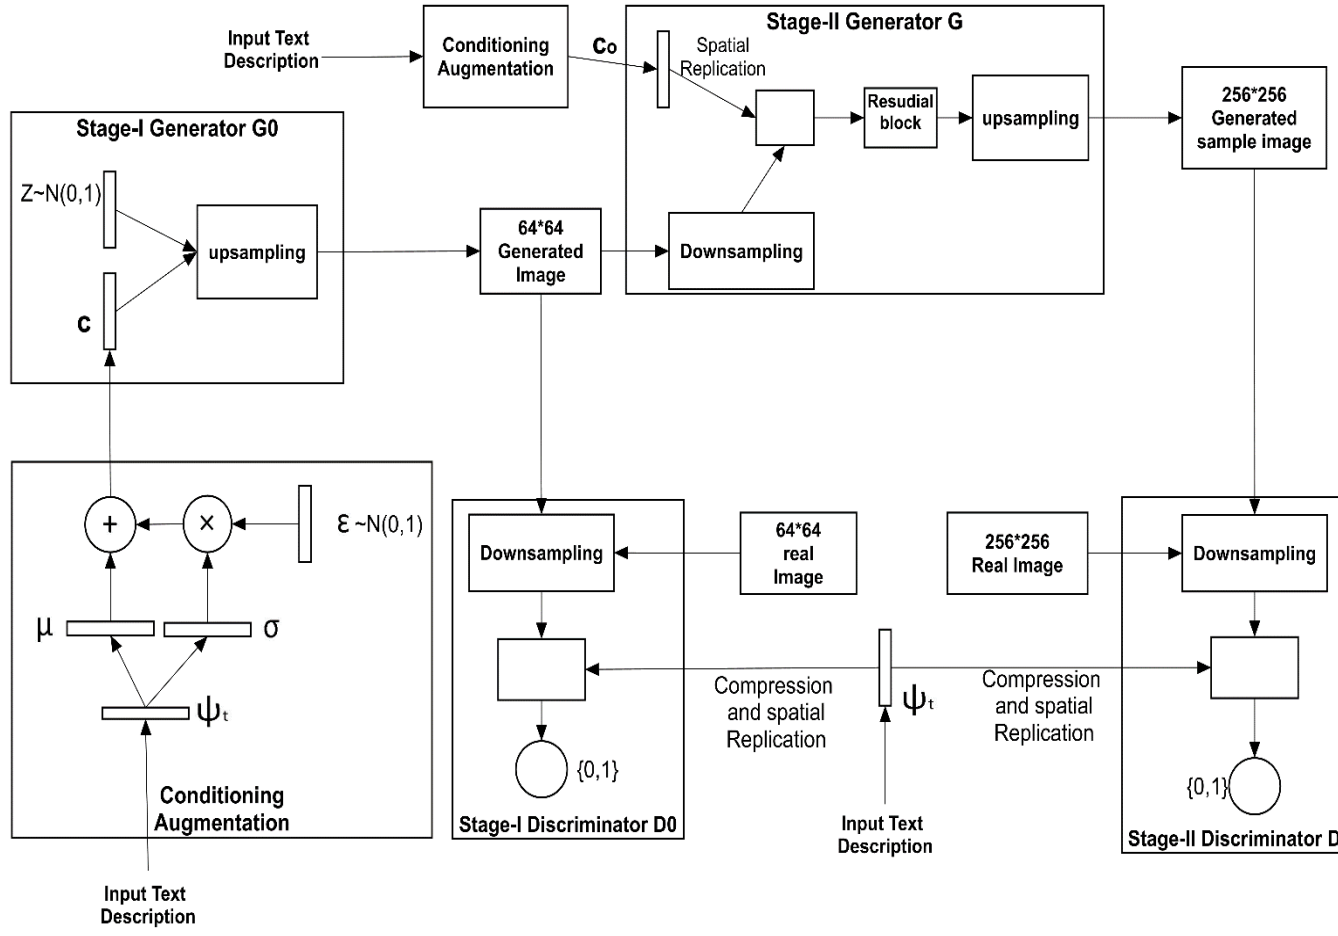 Input Text
Description
Conditioning
Augmentation
co
Stage-II Generator G
Spatial
Replication
Resudial
block
upsampling
256*256
Generated
sample image
Stage-I Generator G0
Z~N(0,1)
c
upsampling
64*64
Generated
Image
Downsampling
+
×
Ɛ~N(0,1)
μ
σ
ψt
Conditioning
Augmentation
Input Text
Description
Downsampling
{0,1}
Stage-I Discriminator D0
64*64
real
Image
256*256
Real Image
Compression
and spatial
Replication
ψt
Compression
and spatial
Replication
Input Text
Description
Downsampling
{0,1}
Stage-II Discriminator D